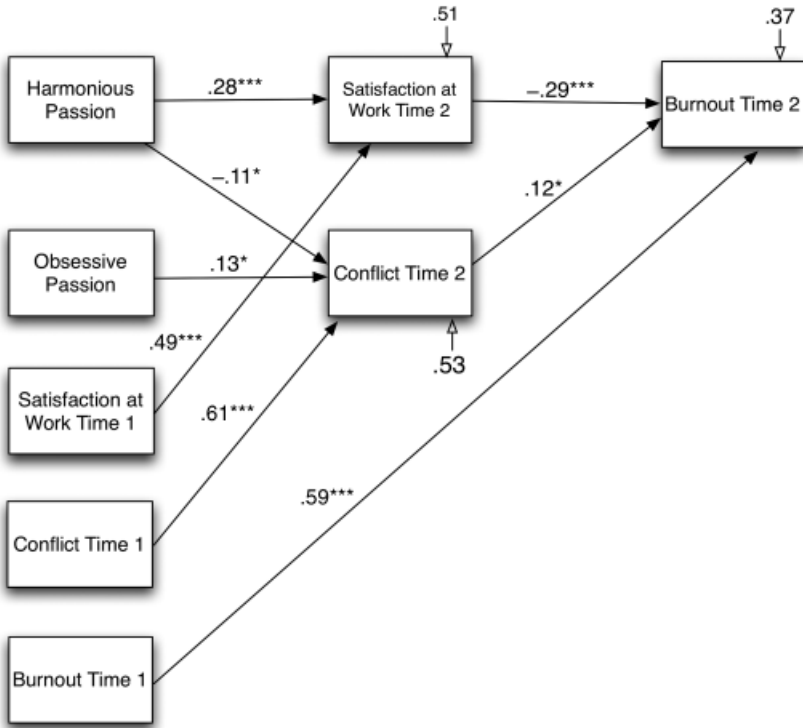 .51
.37
Harmonious
Passion
.28***
Satisfaction at
Work Time 2
–.29***
Burnout Time 2
–.11*
.12*
Obsessive
Passion
.13*
Conflict Time 2
.49***
.53
Satisfaction at
Work Time 1
.61***
.59***
Conflict Time 1
Burnout Time 1